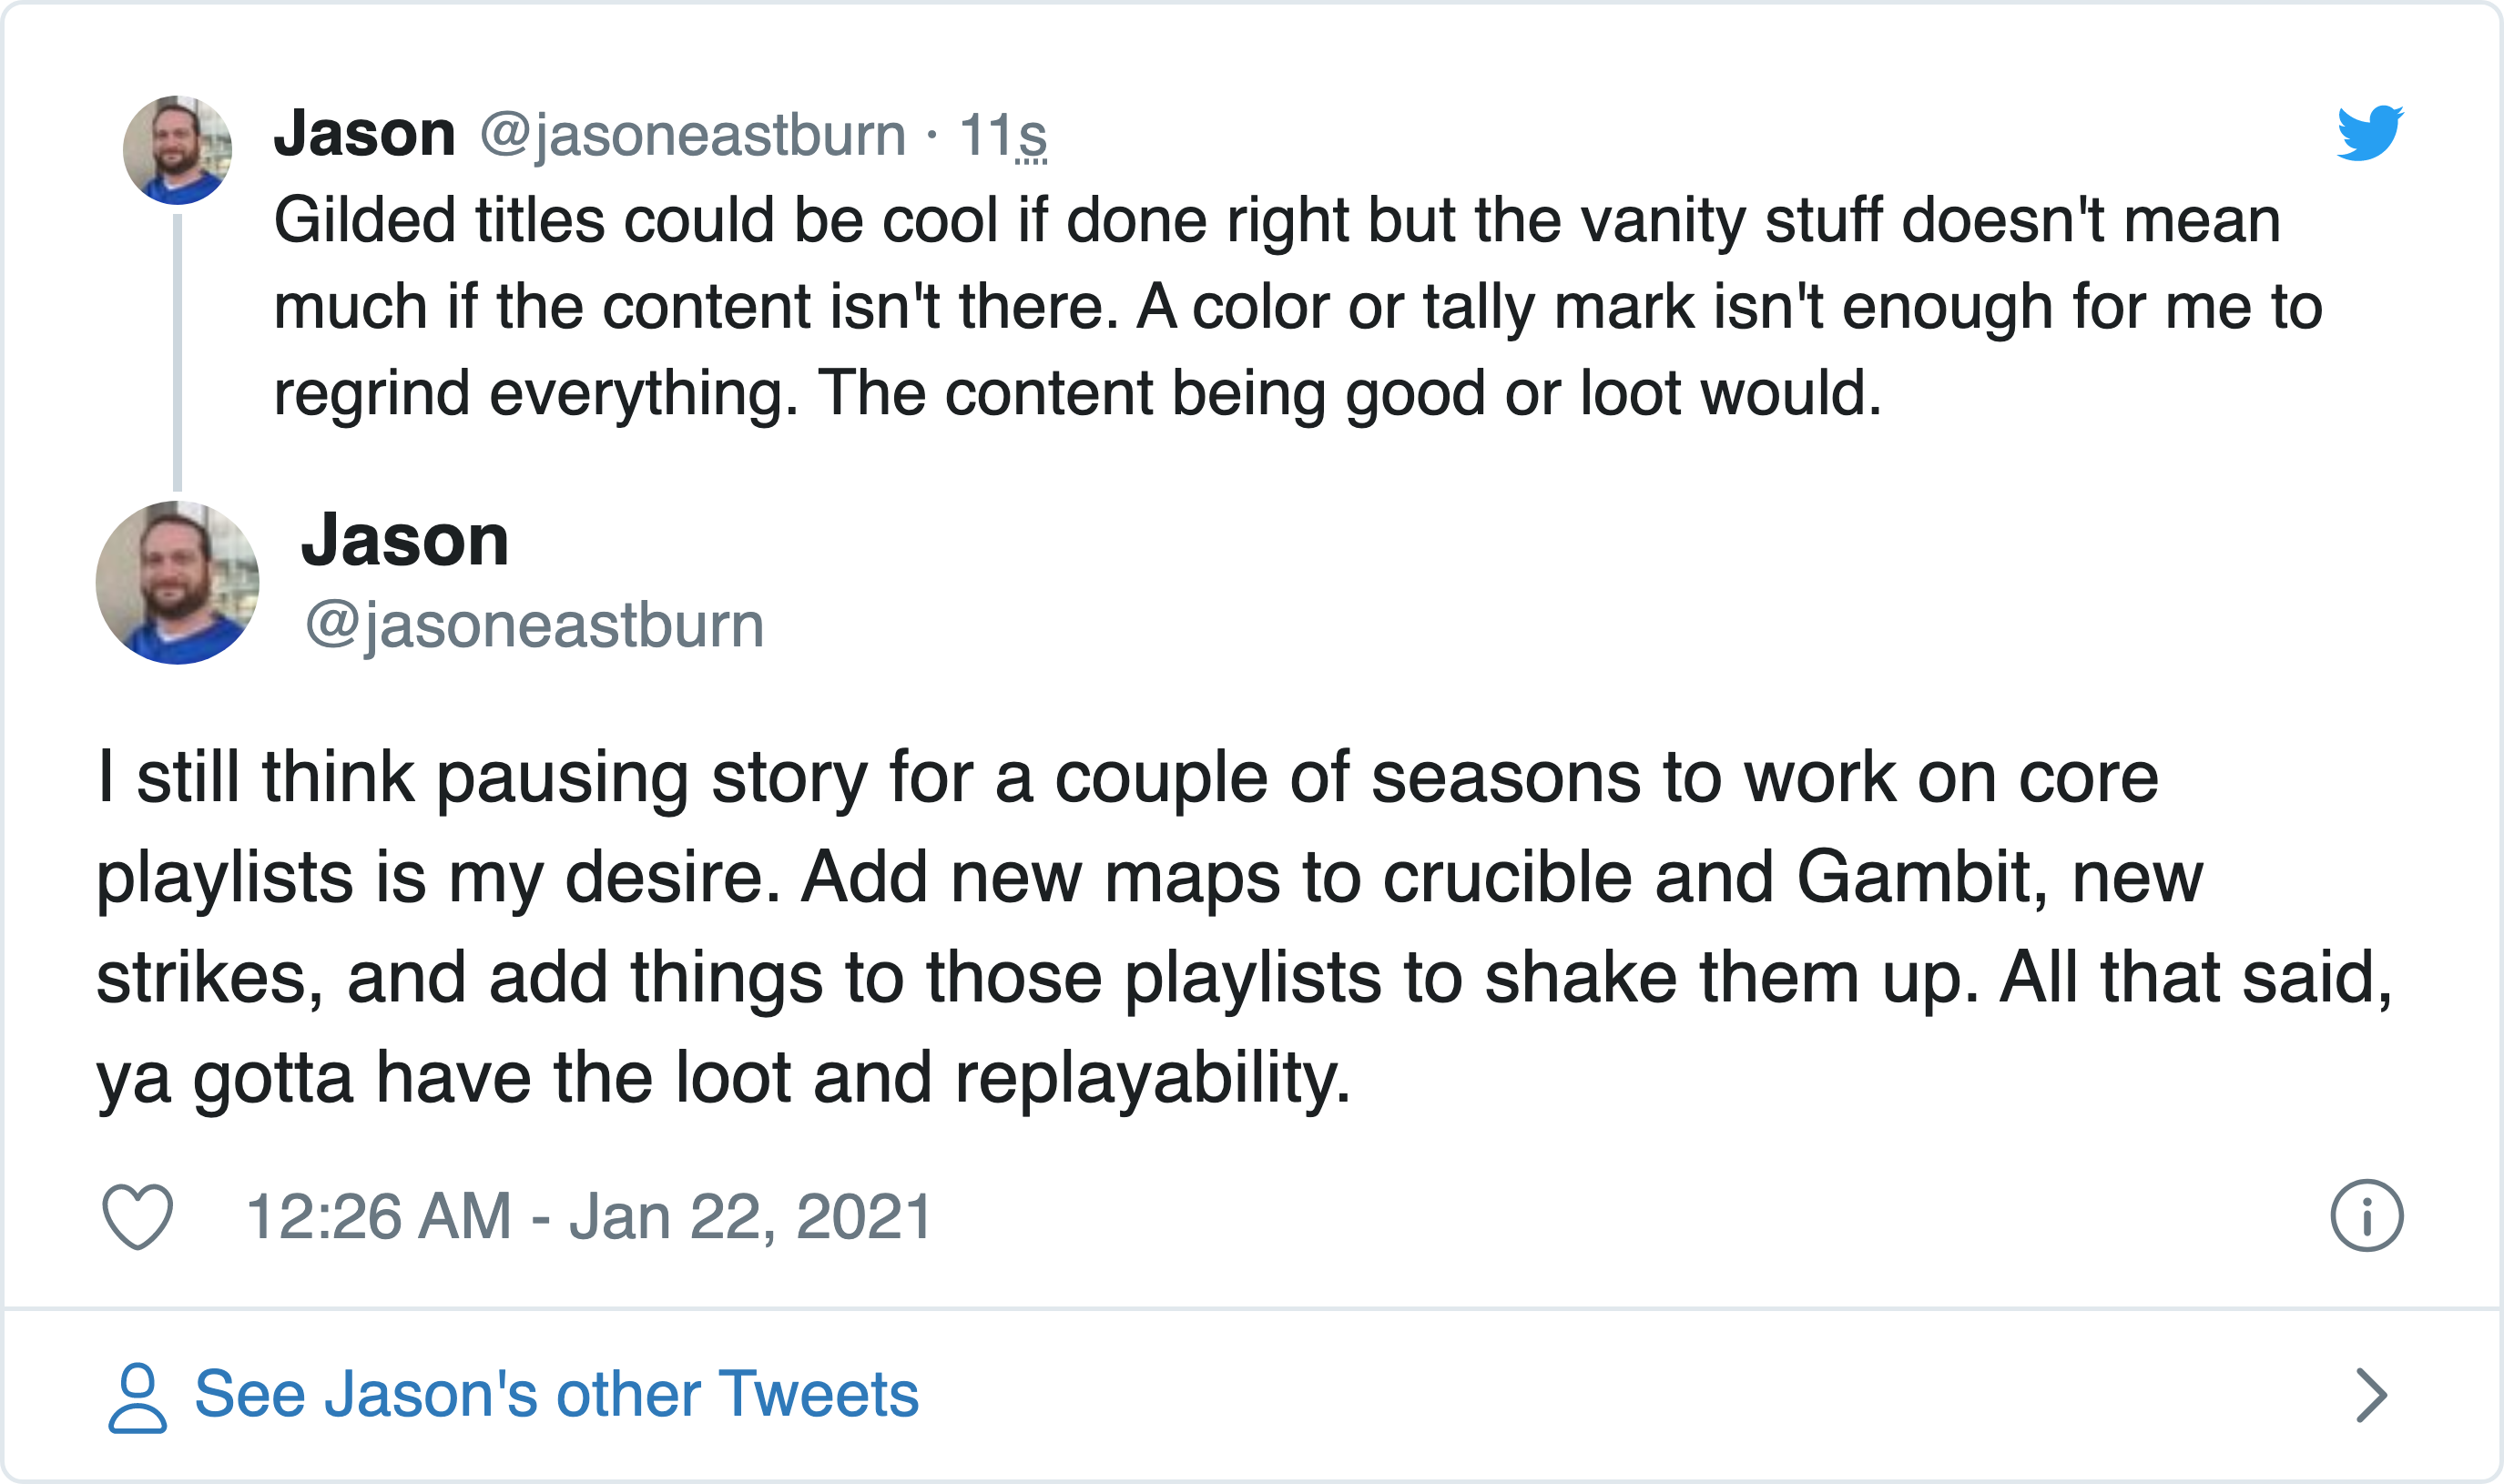 Jason @jasoneastburn · 11s
Gilded titles could be cool if done right but the vanity stuff doesn't mean
much if the content isn't there. A color or tally mark isn't enough for me to
regrind everything. The content being good or loot would.
Jason
@jasoneastburn
I still think pausing story for a couple of seasons to work on core
playlists is my desire. Add new maps to crucible and Gambit, new
strikes, and add things to those playlists to shake them up. All that said,
ya gotta have the loot and replayability.
12:26 AM - Jan 22, 2021
See Jason's other Tweets